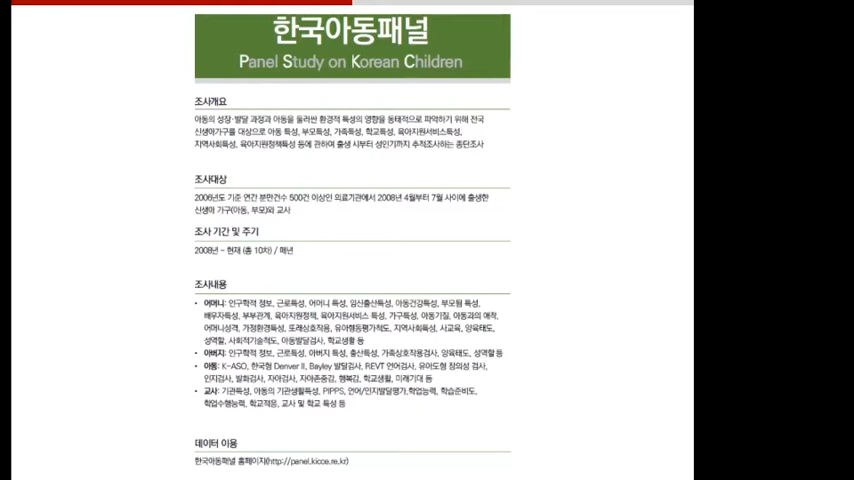 한국아동패널
Panel Study on Korean Children
조사개요
아동의 성장·발달 과정과 아동을 둘러싼 환경적 특성의 영향을 동태적으로 파악하기 위해 전국
신생아가구를 대상으로 아동 특성, 부모특성, 가족특성, 학교특성, 육아지원서비스특성,
지역사회특성, 육아지원정책특성 등에 관하여 출생 시부터 성인기까지 추적조사하는 종단조사
조사대상
2006년도 기준 연간 분만건수 500건 이상인 의료기관에서 2008년 4월부터 7월 사이에 출생한
신생아 가구(아동, 부모)와 교사
조사 기간 및 주기
2008년 - 현재 (총 10차) / 매년
조사내용
• 어머니: 인구학적 정보, 근로특성, 어머니 특성, 임신출산특성, 아동건강특성, 부모됨 특성,
배우자특성, 부부관계, 육아지원정책, 육아지원서비스 특성, 가구특성, 아동기질, 아동과의 애착,
어머니성격, 가정환경특성, 또래상호작용, 유아행동평가척도, 지역사회특성, 사교육, 양육태도,
성역할, 사회적기술척도, 아동발달검사, 학교생활 등
• 아버지: 인구학적 정보, 근로특성, 아버지 특성, 출산특성, 가족상호작용검사, 양육태도, 성역할 등
• 아동: K-ASQ, 한국형 Denver II, Bayley 발달검사, REVT 언어검사, 유아도형 창의성 검사,
인지검사, 발화검사, 자아검사, 자아존중감, 행복감, 학교생활, 미래기대 등
• 교사: 기관특성, 아동의 기관생활특성, PIPPS, 언어/인지발달평가,학업능력, 학습준비도,
학업수행능력, 학교적응, 교사 및 학교 특성 등
데이터 이용
한국아동패널 홈페이지(http://panel.kicce.re.kr)